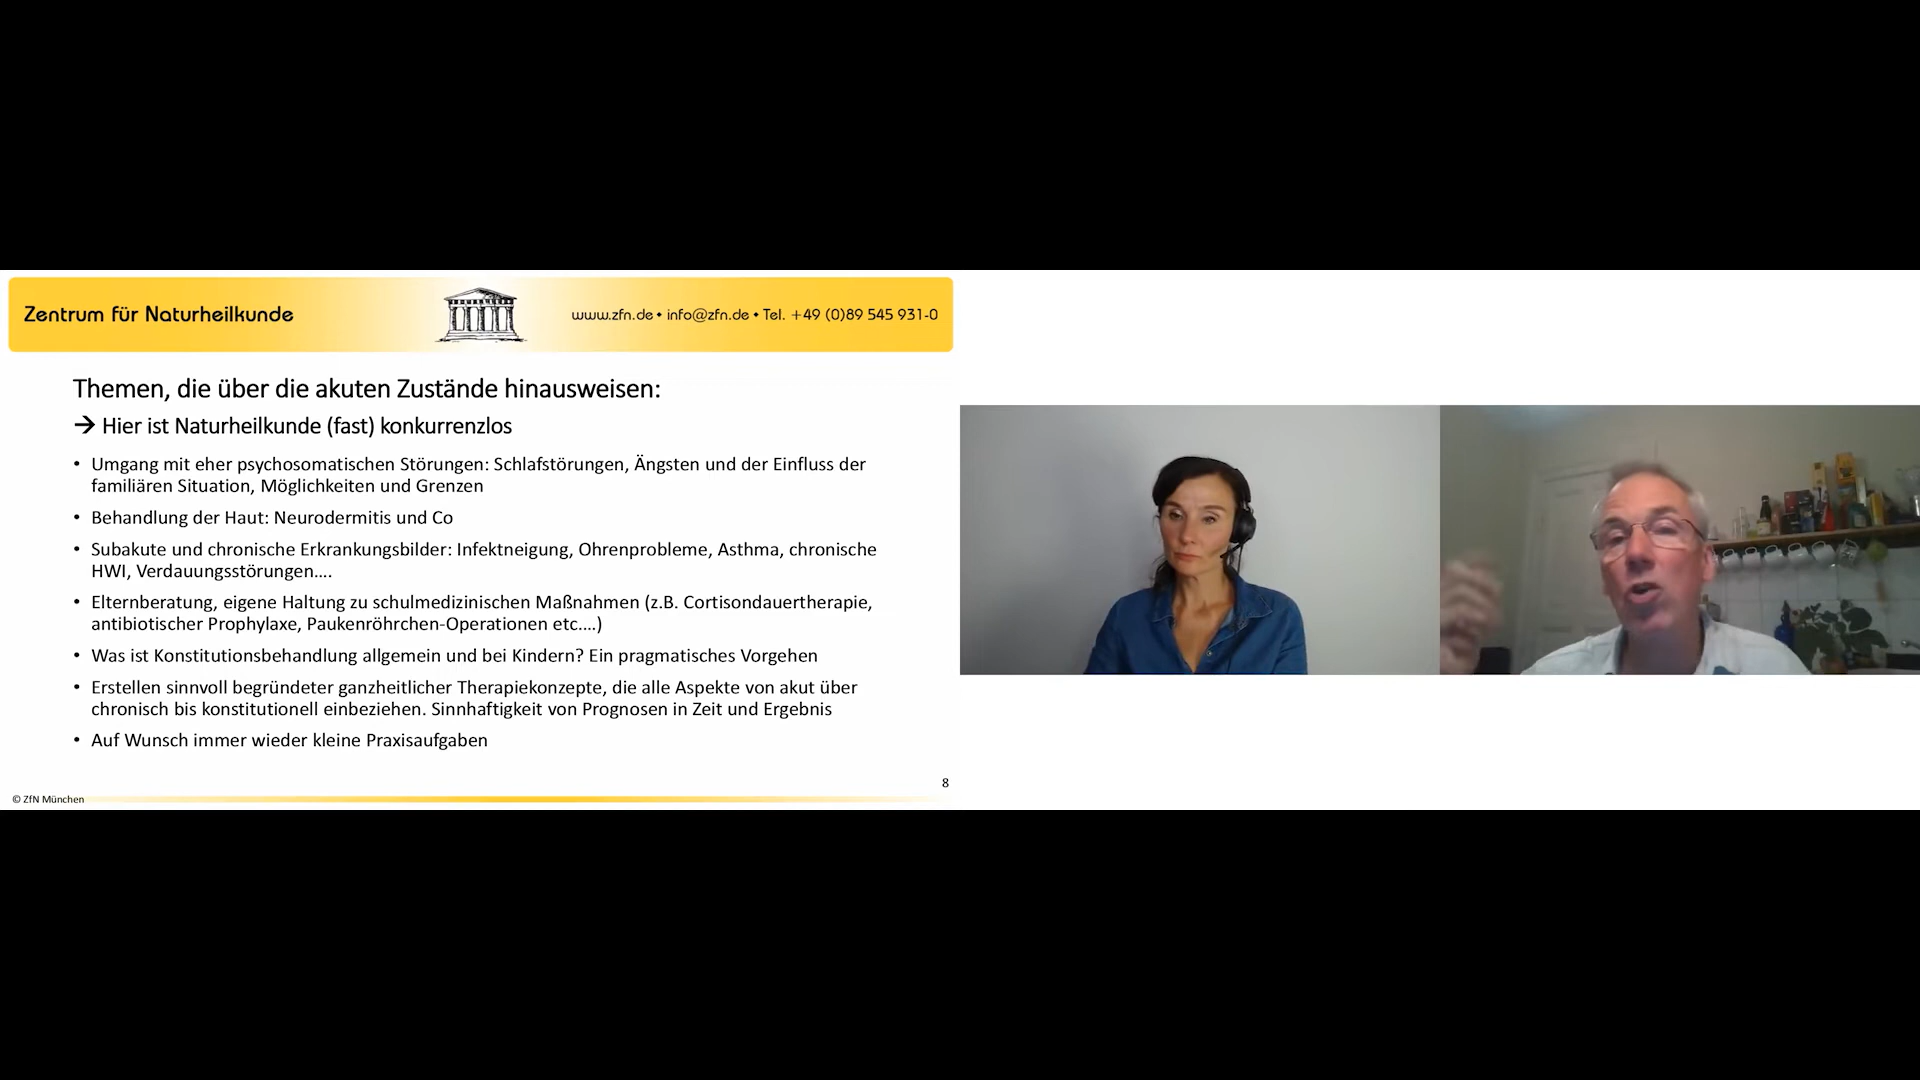 Zentrum für Naturheilkunde
www.zfn.de • info@zfn.de • Tel. +49 (0)89 545 931-0
Themen, die über die akuten Zustände hinausweisen:
→ Hier ist Naturheilkunde (fast) konkurrenzlos
• Umgang mit eher psychosomatischen Störungen: Schlafstörungen, Ängsten und der Einfluss der
familiären Situation, Möglichkeiten und Grenzen
• Behandlung der Haut: Neurodermitis und Co
• Subakute und chronische Erkrankungsbilder: Infektneigung, Ohrenprobleme, Asthma, chronische
HWI, Verdauungsstörungen....
• Elternberatung, eigene Haltung zu schulmedizinischen Maßnahmen (z.B. Cortisondauertherapie,
antibiotischer Prophylaxe, Paukenröhrchen-Operationen etc....)
• Was ist Konstitutionsbehandlung allgemein und bei Kindern? Ein pragmatisches Vorgehen
• Erstellen sinnvoll begründeter ganzheitlicher Therapiekonzepte, die alle Aspekte von akut über
chronisch bis konstitutionell einbeziehen. Sinnhaftigkeit von Prognosen in Zeit und Ergebnis
• Auf Wunsch immer wieder kleine Praxisaufgaben
8
© ZfN München